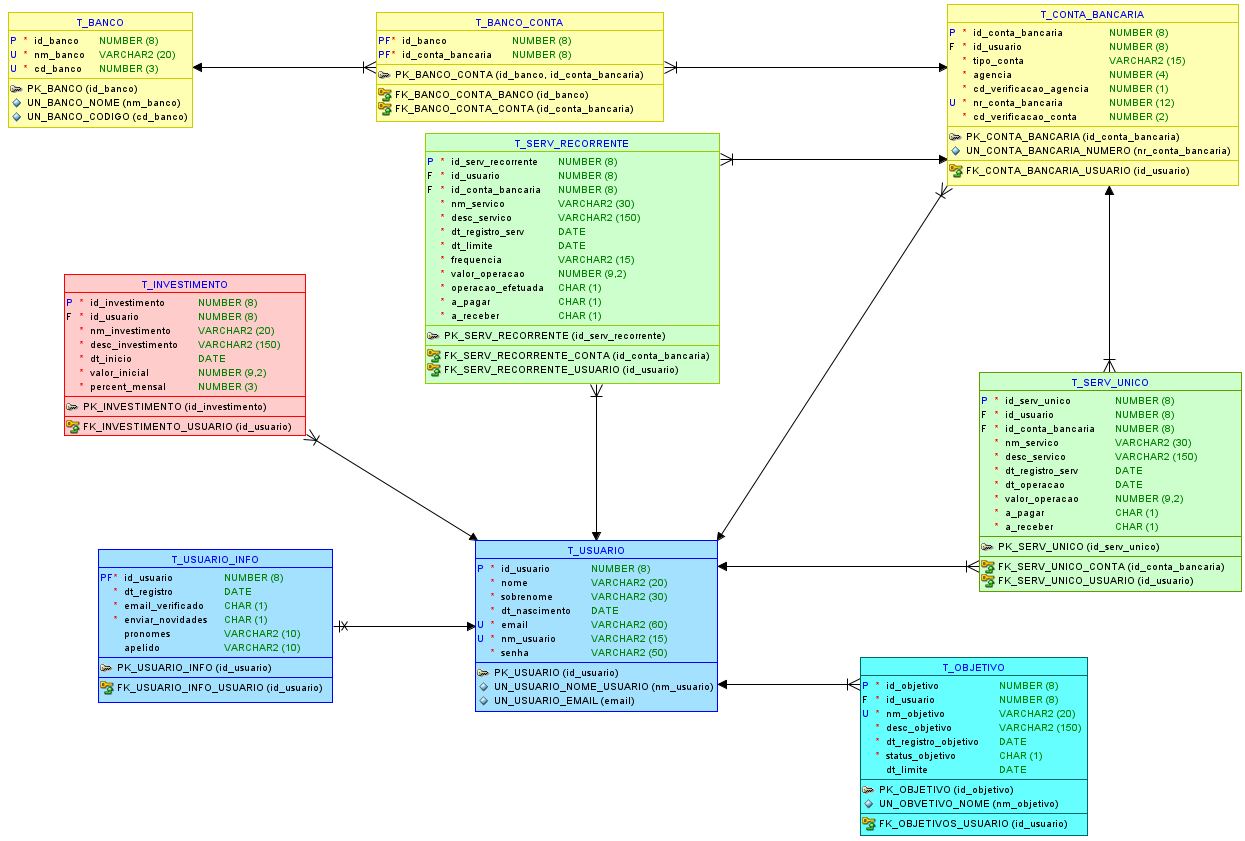 T_BANCO
P * id_banco NUMBER (8)
U * nm_banco VARCHAR2 (20)
U * cd_banco NUMBER (3)
PK_BANCO (id_banco)
UN_BANCO_NOME (nm_banco)
UN_BANCO_CODIGO (cd_banco)
T_BANCO_CONTA
PF* id_banco NUMBER (8)
PF* id_conta_bancaria NUMBER (8)
PK_BANCO_CONTA (id_banco, id_conta_bancaria)
FK_BANCO_CONTA_BANCO (id_banco)
FK_BANCO_CONTA_CONTA (id_conta_bancaria)
T_CONTA_BANCARIA
P * id_conta_bancaria NUMBER (8)
F * id_usuario NUMBER (8)
* tipo_conta VARCHAR2 (15)
* agencia NUMBER (4)
* cd_verificacao_agencia NUMBER (1)
U * nr_conta_bancaria NUMBER (12)
* cd_verificacao_conta NUMBER (2)
PK_CONTA_BANCARIA (id_conta_bancaria)
UN_CONTA_BANCARIA_NUMERO (nr_conta_bancaria)
FK_CONTA_BANCARIA_USUARIO (id_usuario)
T_SERV_RECORRENTE
P * id_serv_recorrente NUMBER (8)
F * id_usuario NUMBER (8)
F * id_conta_bancaria NUMBER (8)
* nm_servico VARCHAR2 (30)
* desc_servico VARCHAR2 (150)
* dt_registro_serv DATE
* dt_limite DATE
* frequencia VARCHAR2 (15)
* valor_operacao NUMBER (9,2)
* operacao_efetuada CHAR (1)
* a_pagar CHAR (1)
* a_receber CHAR (1)
PK_SERV_RECORRENTE (id_serv_recorrente)
FK_SERV_RECORRENTE_CONTA (id_conta_bancaria)
FK_SERV_RECORRENTE_USUARIO (id_usuario)
T_INVESTIMENTO
P * id_investimento NUMBER (8)
F * id_usuario NUMBER (8)
* nm_investimento VARCHAR2 (20)
* desc_investimento VARCHAR2 (150)
* dt_inicio DATE
* valor_inicial NUMBER (9,2)
* percent_mensal NUMBER (3)
PK_INVESTIMENTO (id_investimento)
FK_INVESTIMENTO_USUARIO (id_usuario)
T_SERV_UNICO
P * id_serv_unico NUMBER (8)
F * id_usuario NUMBER (8)
F * id_conta_bancaria NUMBER (8)
* nm_servico VARCHAR2 (30)
* desc_servico VARCHAR2 (150)
* dt_registro_serv DATE
* dt_operacao DATE
* valor_operacao NUMBER (9,2)
* a_pagar CHAR (1)
* a_receber CHAR (1)
PK_SERV_UNICO (id_serv_unico)
FK_SERV_UNICO_CONTA (id_conta_bancaria)
FK_SERV_UNICO_USUARIO (id_usuario)
T_USUARIO_INFO
PF* id_usuario NUMBER (8)
* dt_registro DATE
* email_verificado CHAR (1)
* enviar_novidades CHAR (1)
pronomes VARCHAR2 (10)
apelido VARCHAR2 (10)
PK_USUARIO_INFO (id_usuario)
FK_USUARIO_INFO_USUARIO (id_usuario)
T_USUARIO
P * id_usuario NUMBER (8)
* nome VARCHAR2 (20)
* sobrenome VARCHAR2 (30)
* dt_nascimento DATE
U * email VARCHAR2 (60)
U * nm_usuario VARCHAR2 (15)
* senha VARCHAR2 (50)
PK_USUARIO (id_usuario)
UN_USUARIO_NOME_USUARIO (nm_usuario)
UN_USUARIO_EMAIL (email)
T_OBJETIVO
P * id_objetivo NUMBER (8)
F * id_usuario NUMBER (8)
U * nm_objetivo VARCHAR2 (20)
* desc_objetivo VARCHAR2 (150)
* dt_registro_objetivo DATE
* status_objetivo CHAR (1)
dt_limite DATE
PK_OBJETIVO (id_objetivo)
UN_OBVETIVO_NOME (nm_objetivo)
FK_OBJETIVOS_USUARIO (id_usuario)